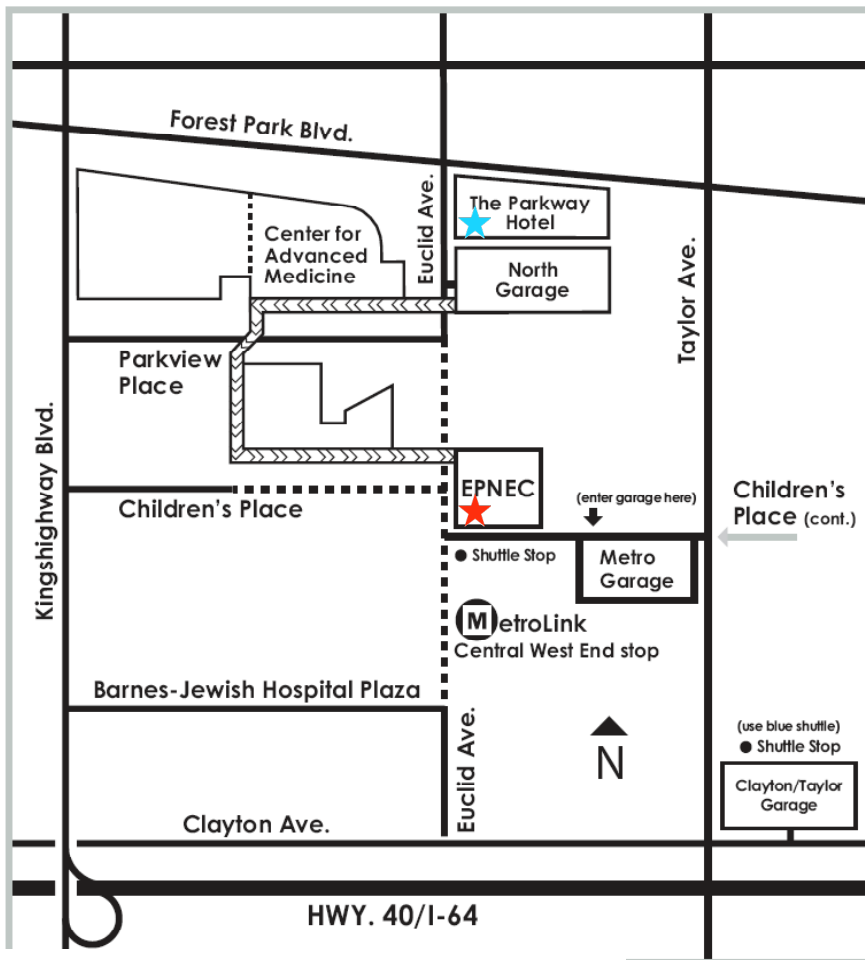 Forest Park Blvd.
Euclid Ave.
The Parkway
Hotel
Center for
Advanced
Medicine
North
Garage
Taylor Ave.
Parkview
Place
Kingshighway Blvd.
EPNEC
(enter garage here)
Children's
Place (cont.)
Children's Place
Shuttle Stop
Metro
Garage
MetroLink
Central West End stop
Barnes-Jewish Hospital Plaza
Euclid Ave.
N
(use blue shuttle)
Shuttle Stop
Clayton/Taylor
Garage
Clayton Ave.
HWY. 40/I-64